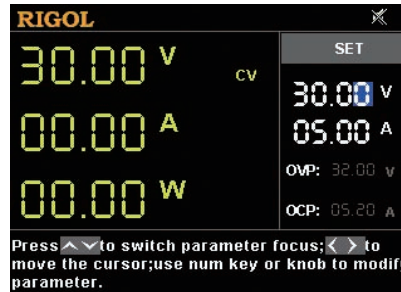 RIGOL
30.00 V
CV
SET
30.00 V
00.00 A
05.00 A
00.00 W
OVP: 32.00 V
OCP: 05.20 A
Press to switch parameter focus; to
move the cursor;use num key or knob to modif
parameter.